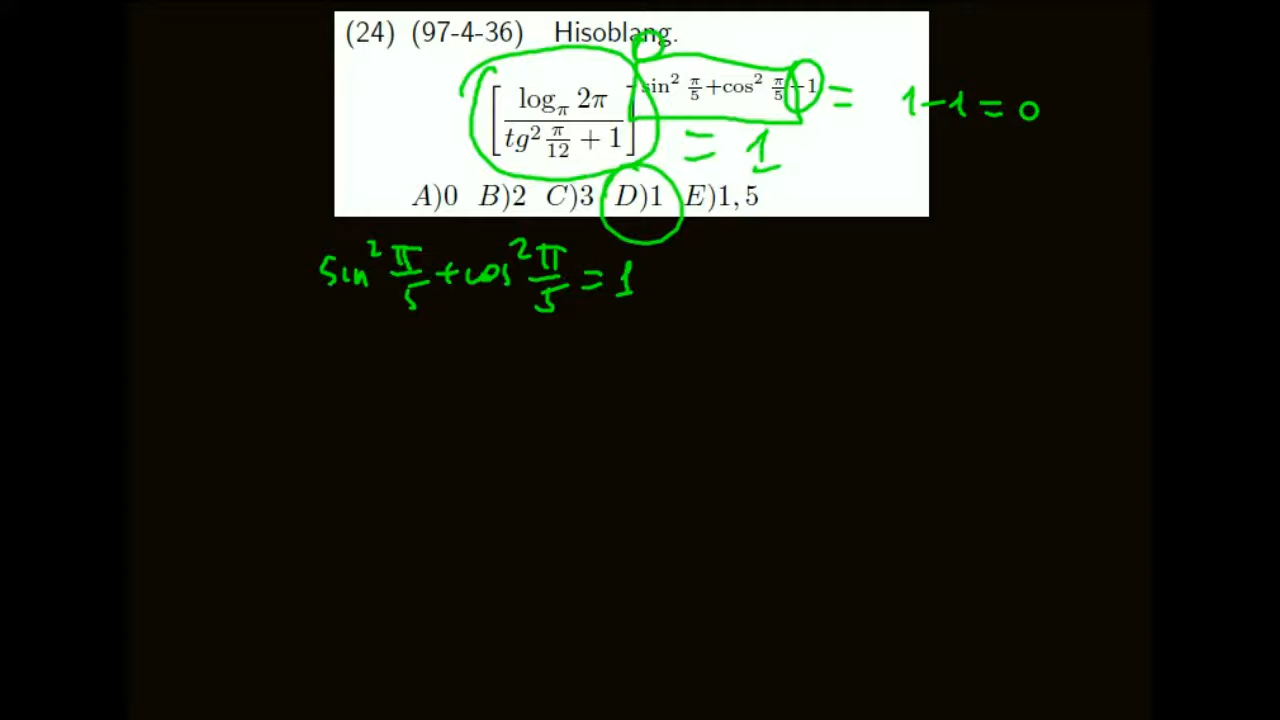 (24) (97-4-36) Hisoblang.
[log_π 2π / (tg² π/12 + 1)]^(sin² π/5 + cos² π/5 − 1) = 1 − 1 = 0
= 1
A)0 B)2 C)3 D)1 E)1, 5
sin² π/5 + cos² π/5 = 1